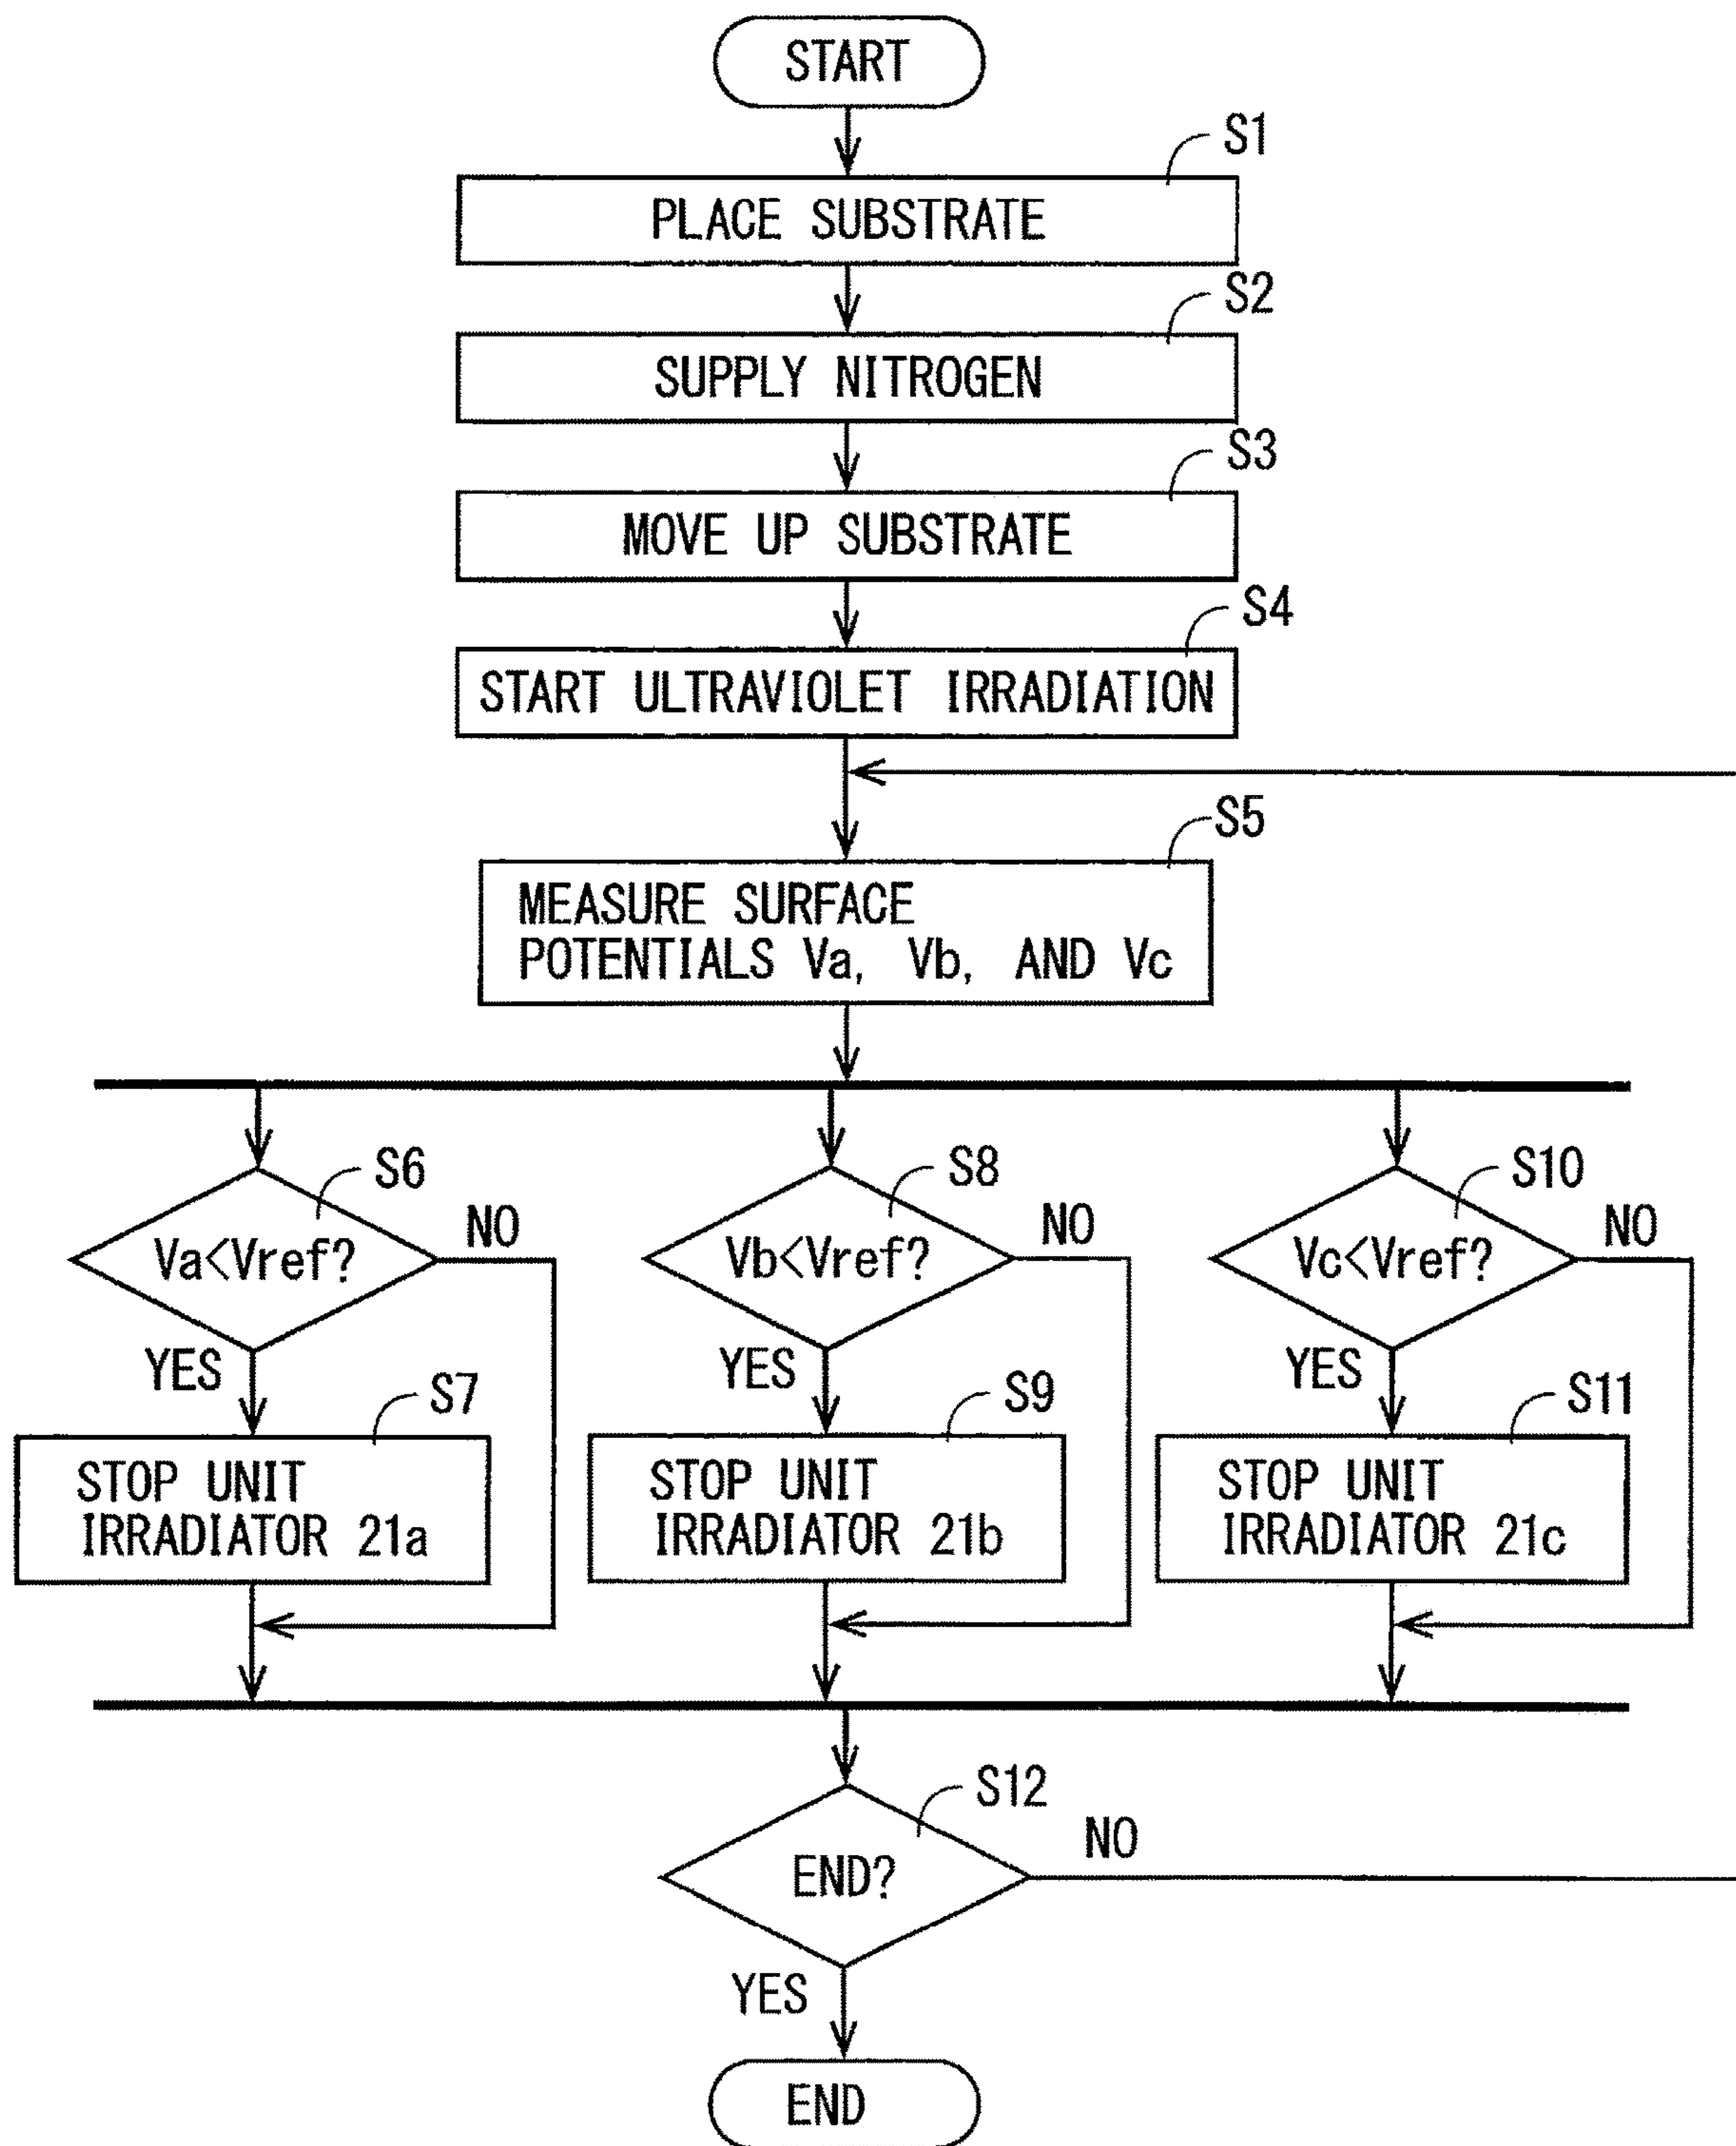 START
S1
PLACE SUBSTRATE
S2
SUPPLY NITROGEN
S3
MOVE UP SUBSTRATE
S4
START ULTRAVIOLET IRRADIATION
S5
MEASURE SURFACE
POTENTIALS Va, Vb, AND Vc
S6
Va<Vref?
NO
YES
S7
STOP UNIT
IRRADIATOR 21a
S8
Vb<Vref?
NO
YES
S9
STOP UNIT
IRRADIATOR 21b
S10
Vc<Vref?
NO
YES
S11
STOP UNIT
IRRADIATOR 21c
S12
END?
NO
YES
END